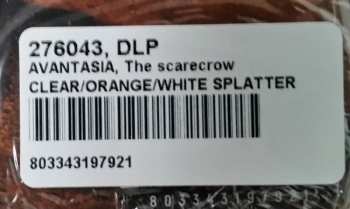 276043, DLP
AVANTASIA, The scarecrow
CLEAR/ORANGE/WHITE SPLATTER
803343197921